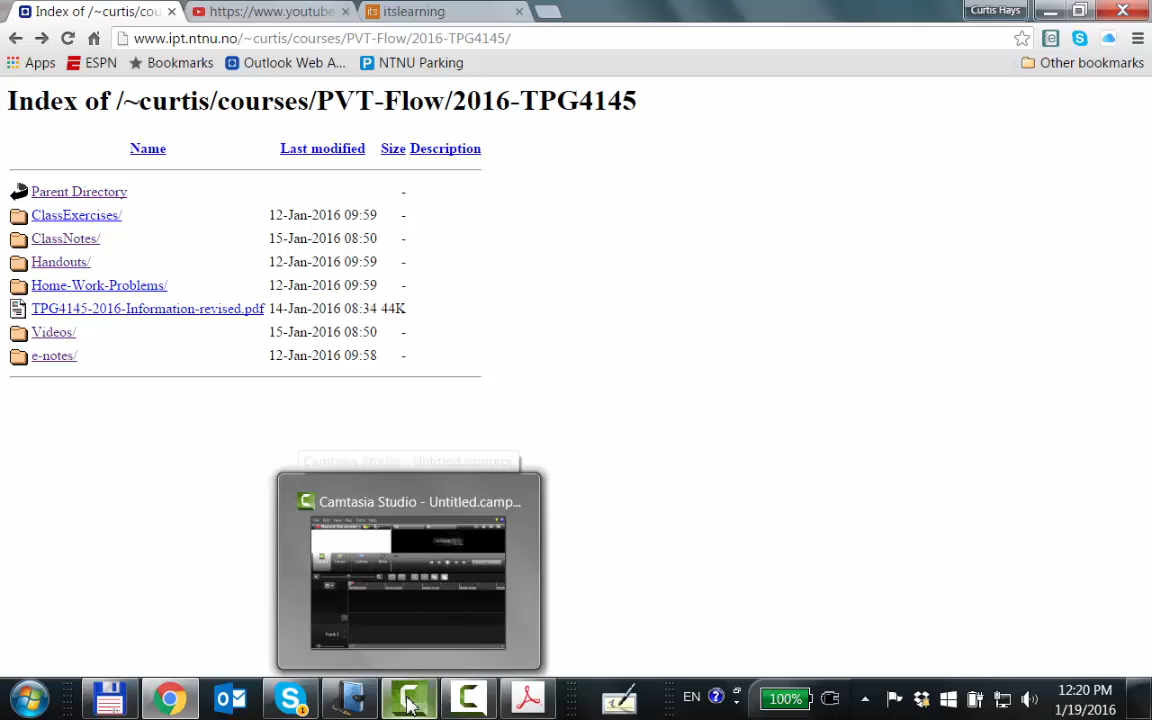 Index of /~curtis/cou
https://www.youtube
itslearning
Curtis Hays
www.ipt.ntnu.no/~curtis/courses/PVT-Flow/2016-TPG4145/
Apps ESPN Bookmarks Outlook Web A... NTNU Parking Other bookmarks
Index of /~curtis/courses/PVT-Flow/2016-TPG4145
Name Last modified Size Description
Parent Directory -
ClassExercises/ 12-Jan-2016 09:59 -
ClassNotes/ 15-Jan-2016 08:50 -
Handouts/ 12-Jan-2016 09:59 -
Home-Work-Problems/ 12-Jan-2016 09:59 -
TPG4145-2016-Information-revised.pdf 14-Jan-2016 08:34 44K
Videos/ 15-Jan-2016 08:50 -
e-notes/ 12-Jan-2016 09:58 -
Camtasia Studio - Untitled.camproj
Camtasia Studio - Untitled.camp...
EN
100%
12:20 PM
1/19/2016